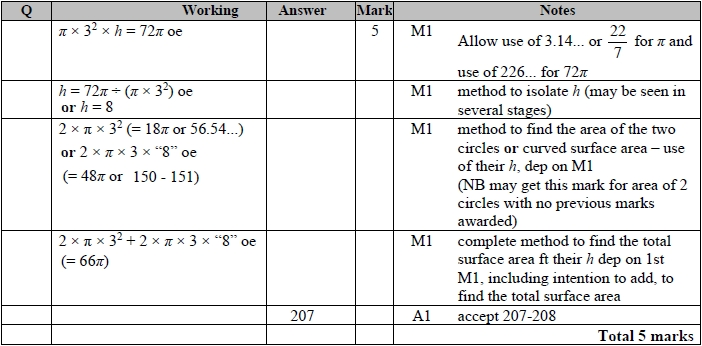 Q Working Answer Mark Notes
π × 3² × h = 72π oe 5 M1 Allow use of 3.14... or 22/7 for π and
use of 226... for 72π
h = 72π ÷ (π × 3²) oe M1 method to isolate h (may be seen in
or h = 8 several stages)
2 × π × 3² (= 18π or 56.54...) M1 method to find the area of the two
or 2 × π × 3 × “8” oe circles or curved surface area – use
(= 48π or 150 - 151) of their h, dep on M1
(NB may get this mark for area of 2
circles with no previous marks
awarded)
2 × π × 3² + 2 × π × 3 × “8” oe M1 complete method to find the total
(= 66π) surface area ft their h dep on 1st
M1, including intention to add, to
find the total surface area
207 A1 accept 207-208
Total 5 marks